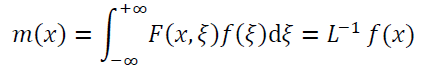 m(x) = ∫_{−∞}^{+∞} F(x, ξ)f(ξ)dξ = L⁻¹ f(x)